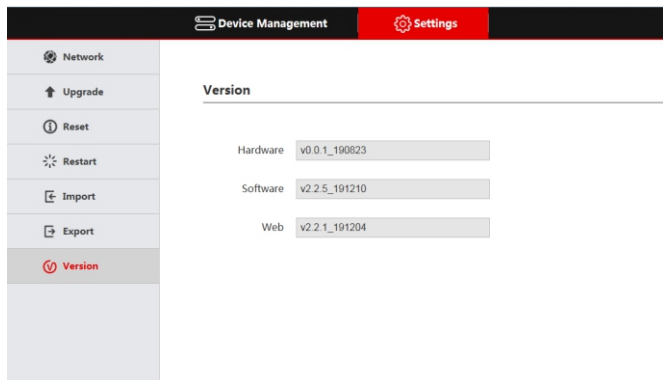 Device Management Settings
Network
Upgrade
Reset
Restart
Import
Export
Version
Version
Hardware v0.0.1_190823
Software v2.2.5_191210
Web v2.2.1_191204